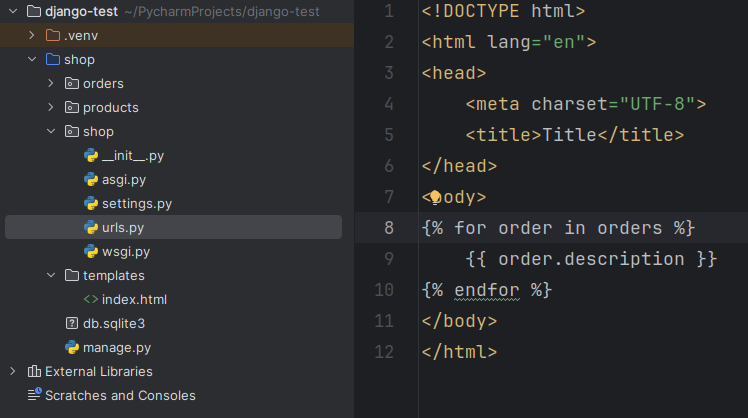 django-test ~/PycharmProjects/django-test
.venv
shop
orders
products
shop
__init__.py
asgi.py
settings.py
urls.py
wsgi.py
templates
<> index.html
db.sqlite3
manage.py
External Libraries
Scratches and Consoles
1 <!DOCTYPE html>
2 <html lang="en">
3 <head>
4     <meta charset="UTF-8">
5     <title>Title</title>
6 </head>
7 <body>
8 {% for order in orders %}
9     {{ order.description }}
10 {% endfor %}
11 </body>
12 </html>